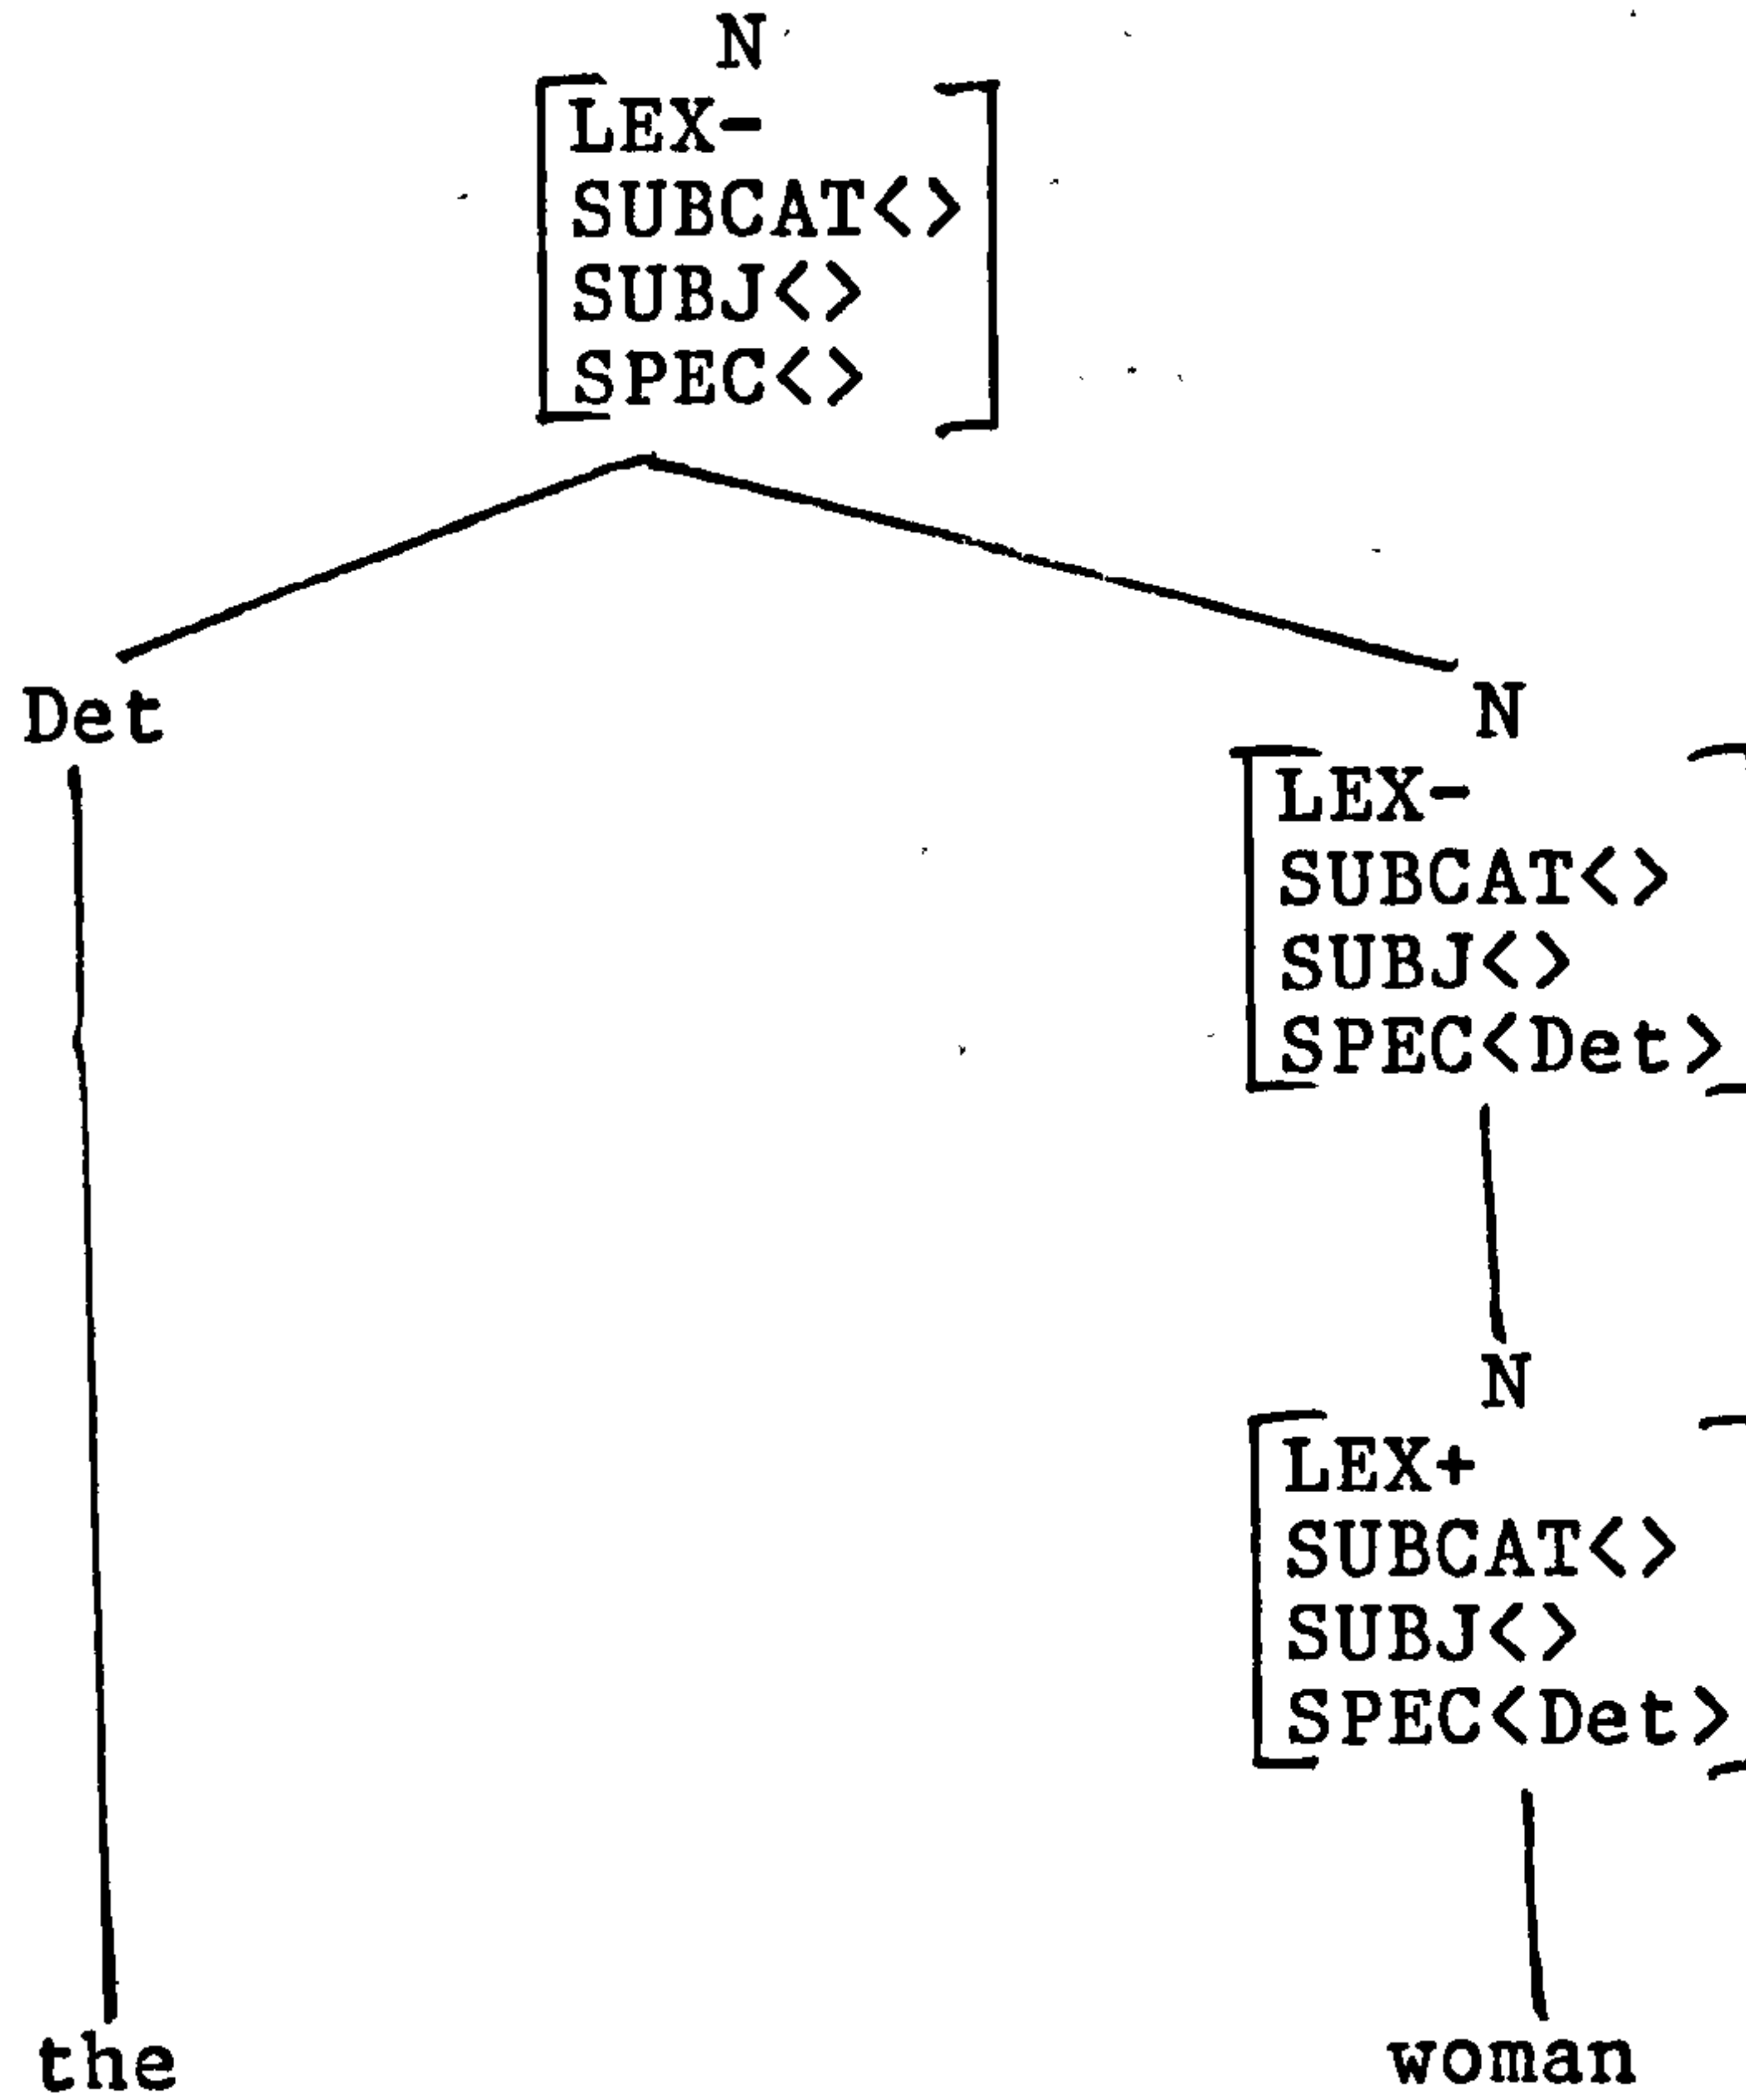 N
LEX-
SUBCAT<>
SUBJ<>
SPEC<>
Det
N
LEX-
SUBCAT<>
SUBJ<>
SPEC<Det>
N
LEX+
SUBCAT<>
SUBJ<>
SPEC<Det>
the
woman